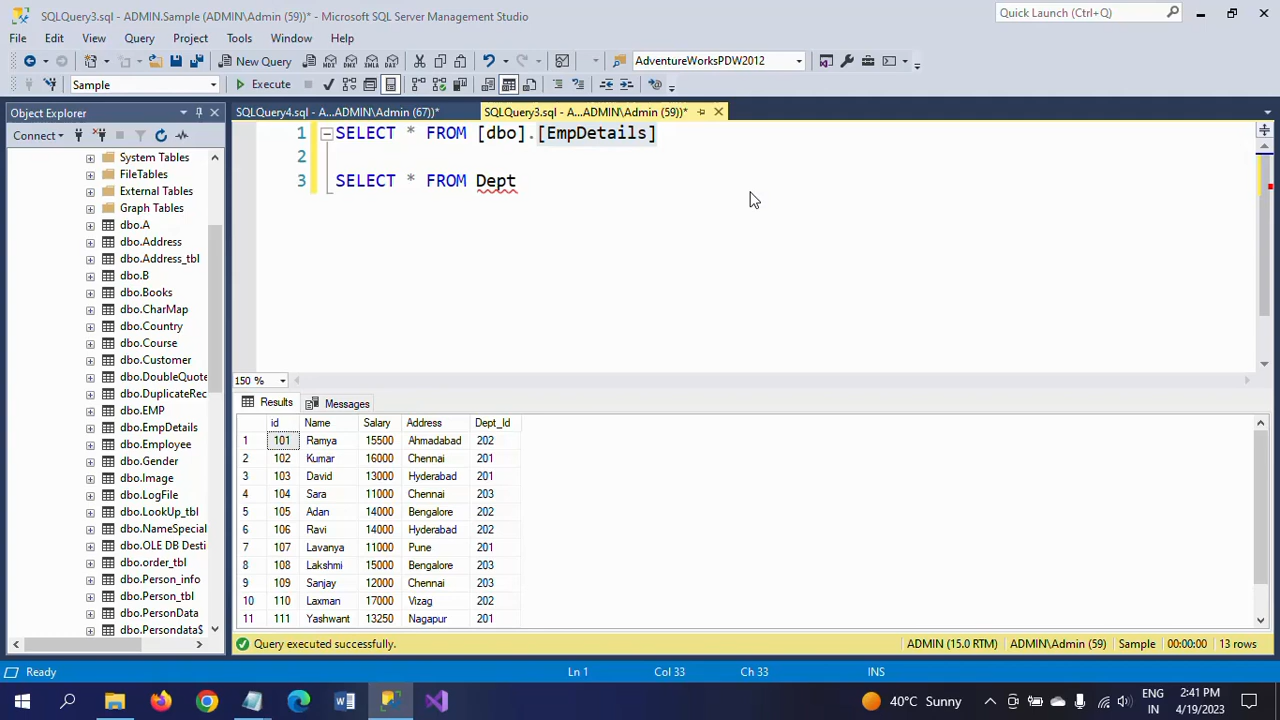 SQLQuery3.sql - ADMIN.Sample (ADMIN\Admin (59))* - Microsoft SQL Server Management Studio
Quick Launch (Ctrl+Q)
File Edit View Query Project Tools Window Help
New Query AdventureWorksPDW2012
Sample Execute
Object Explorer
SQLQuery4.sql - A...ADMIN\Admin (67))* SQLQuery3.sql - A...ADMIN\Admin (59))*
Connect
System Tables
FileTables
External Tables
Graph Tables
dbo.A
dbo.Address
dbo.Address_tbl
dbo.B
dbo.Books
dbo.CharMap
dbo.Country
dbo.Course
dbo.Customer
dbo.DoubleQuote
dbo.DuplicateRec
dbo.EMP
dbo.EmpDetails
dbo.Employee
dbo.Gender
dbo.Image
dbo.LogFile
dbo.LookUp_tbl
dbo.NameSpecial
dbo.OLE DB Desti
dbo.order_tbl
dbo.Person_info
dbo.Person_tbl
dbo.PersonData
dbo.Persondata$
1 SELECT * FROM [dbo].[EmpDetails]
2
3 SELECT * FROM Dept
150 %
Results Messages
id Name Salary Address Dept_Id
1 101 Ramya 15500 Ahmadabad 202
2 102 Kumar 16000 Chennai 201
3 103 David 13000 Hyderabad 201
4 104 Sara 11000 Chennai 203
5 105 Adan 14000 Bengalore 202
6 106 Ravi 14000 Hyderabad 202
7 107 Lavanya 11000 Pune 201
8 108 Lakshmi 15000 Bengalore 203
9 109 Sanjay 12000 Chennai 203
10 110 Laxman 17000 Vizag 202
11 111 Yashwant 13250 Nagapur 201
Query executed successfully. ADMIN (15.0 RTM) ADMIN\Admin (59) Sample 00:00:00 13 rows
Ready Ln 1 Col 33 Ch 33 INS
40°C Sunny ENG IN 2:41 PM 4/19/2023